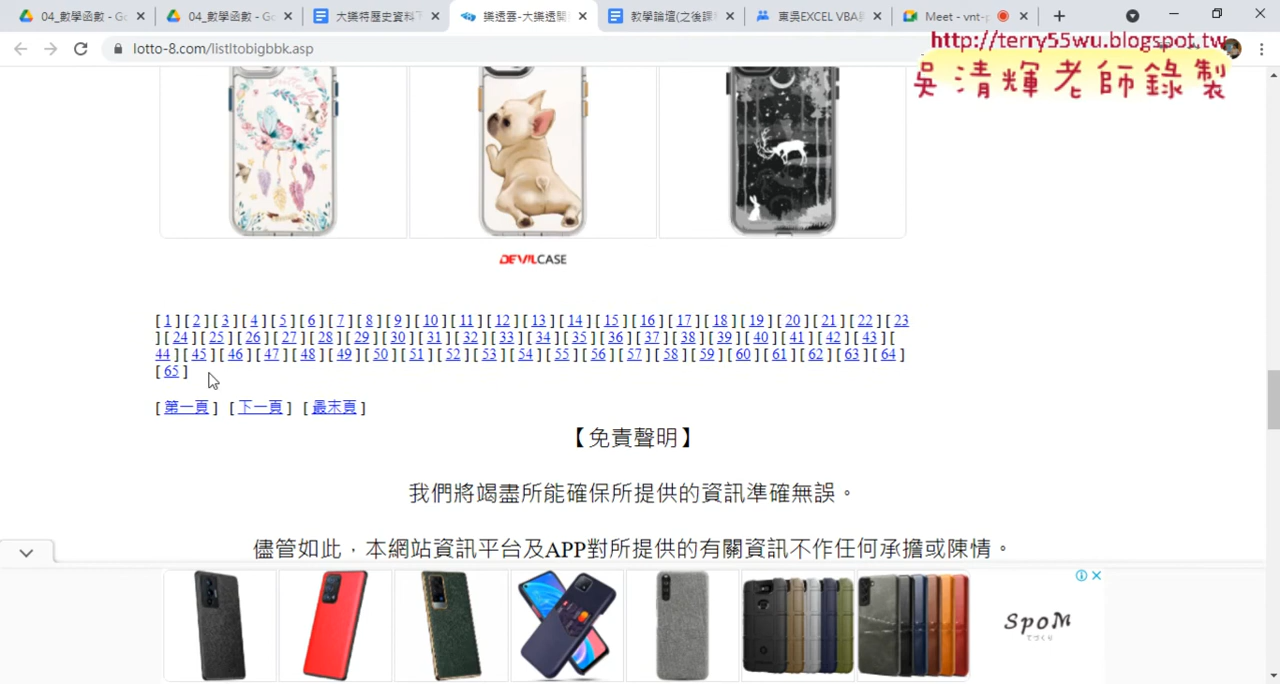 04_數學函數 - Go
04_數學函數 - Go
大樂特歷史資料下
樂透雲-大樂透開
教學論壇(之後課
東吳EXCEL VBA
Meet - vnt-p
lotto-8.com/listltobigbbk.asp
http://terry55wu.blogspot.tw
吳清輝老師錄製
DEVILCASE
[ 1 ] [ 2 ] [ 3 ] [ 4 ] [ 5 ] [ 6 ] [ 7 ] [ 8 ] [ 9 ] [ 10 ] [ 11 ] [ 12 ] [ 13 ] [ 14 ] [ 15 ] [ 16 ] [ 17 ] [ 18 ] [ 19 ] [ 20 ] [ 21 ] [ 22 ] [ 23
] [ 24 ] [ 25 ] [ 26 ] [ 27 ] [ 28 ] [ 29 ] [ 30 ] [ 31 ] [ 32 ] [ 33 ] [ 34 ] [ 35 ] [ 36 ] [ 37 ] [ 38 ] [ 39 ] [ 40 ] [ 41 ] [ 42 ] [ 43 ] [
44 ] [ 45 ] [ 46 ] [ 47 ] [ 48 ] [ 49 ] [ 50 ] [ 51 ] [ 52 ] [ 53 ] [ 54 ] [ 55 ] [ 56 ] [ 57 ] [ 58 ] [ 59 ] [ 60 ] [ 61 ] [ 62 ] [ 63 ] [ 64 ]
[ 65 ]
[ 第一頁 ] [ 下一頁 ] [ 最末頁 ]
【免責聲明】
我們將竭盡所能確保所提供的資訊準確無誤。
儘管如此，本網站資訊平台及APP對所提供的有關資訊不作任何承擔或陳情。
SPoM
てづくり